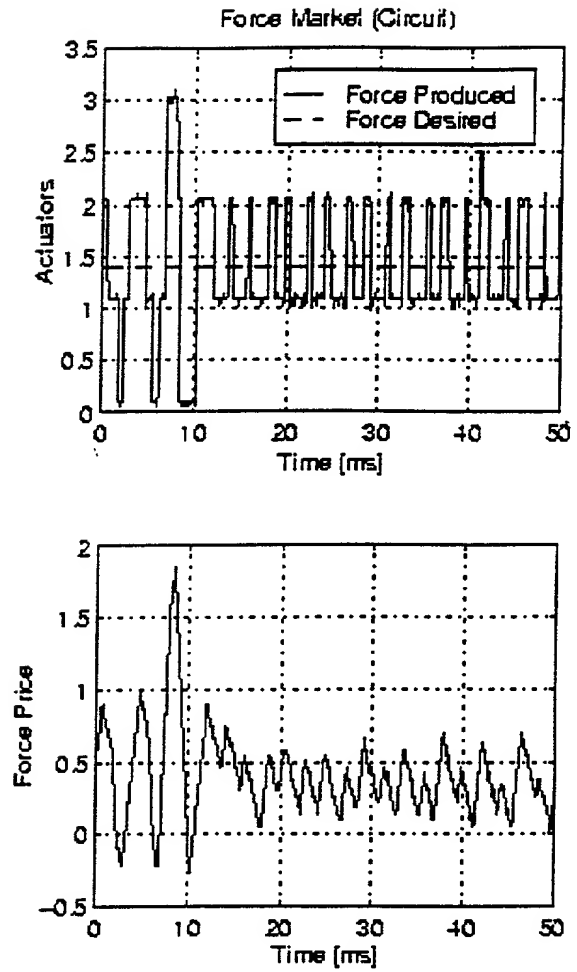 Force Market (Circuit)
3.5
3
2.5
2
1.5
1
0.5
0
Actuators
Force Produced
Force Desired
0 10 20 30 40 50
Time [ms]
2
1.5
1
0.5
0
-0.5
Force Price
0 10 20 30 40 50
Time [ms]